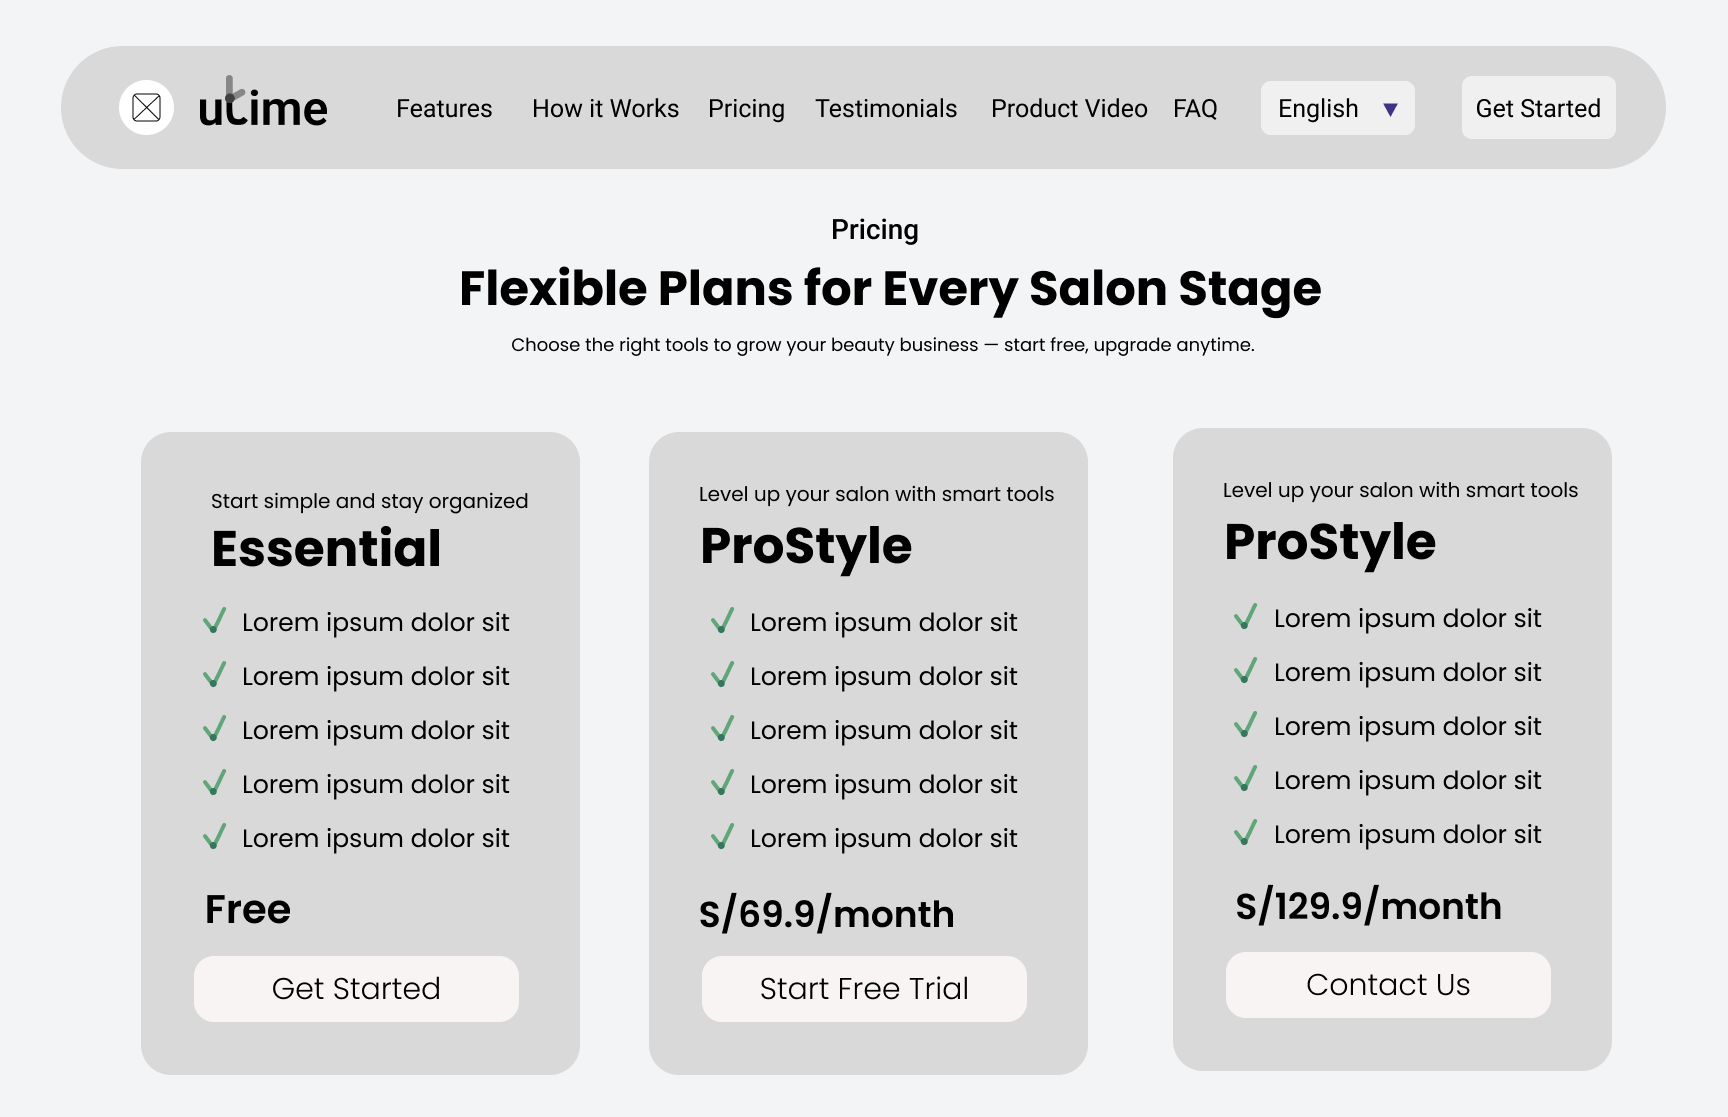 utime Features How it Works Pricing Testimonials Product Video FAQ English ▼ Get Started
Pricing
Flexible Plans for Every Salon Stage
Choose the right tools to grow your beauty business — start free, upgrade anytime.
Start simple and stay organized
Essential
Lorem ipsum dolor sit
Lorem ipsum dolor sit
Lorem ipsum dolor sit
Lorem ipsum dolor sit
Lorem ipsum dolor sit
Free
Get Started
Level up your salon with smart tools
ProStyle
Lorem ipsum dolor sit
Lorem ipsum dolor sit
Lorem ipsum dolor sit
Lorem ipsum dolor sit
Lorem ipsum dolor sit
S/69.9/month
Start Free Trial
Level up your salon with smart tools
ProStyle
Lorem ipsum dolor sit
Lorem ipsum dolor sit
Lorem ipsum dolor sit
Lorem ipsum dolor sit
Lorem ipsum dolor sit
S/129.9/month
Contact Us